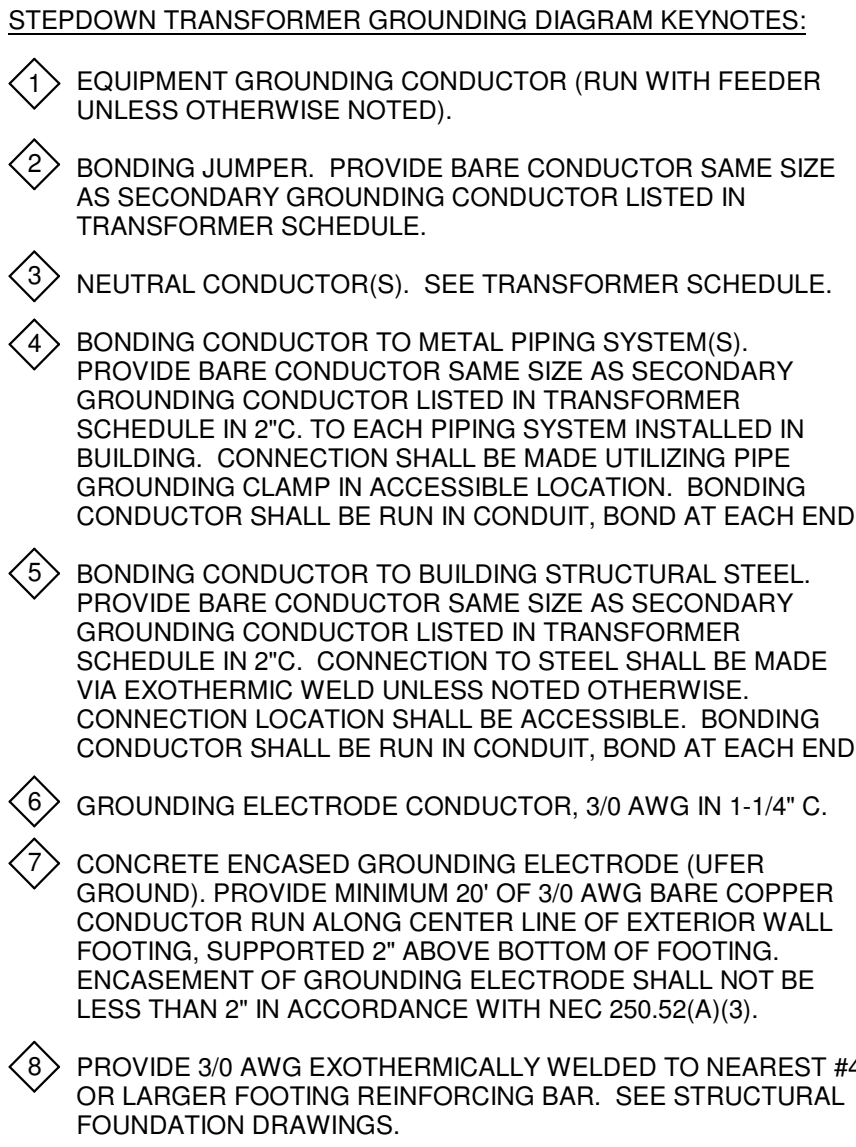 STEPDOWN TRANSFORMER GROUNDING DIAGRAM KEYNOTES:
1 EQUIPMENT GROUNDING CONDUCTOR (RUN WITH FEEDER
UNLESS OTHERWISE NOTED).
2 BONDING JUMPER. PROVIDE BARE CONDUCTOR SAME SIZE
AS SECONDARY GROUNDING CONDUCTOR LISTED IN
TRANSFORMER SCHEDULE.
3 NEUTRAL CONDUCTOR(S). SEE TRANSFORMER SCHEDULE.
4 BONDING CONDUCTOR TO METAL PIPING SYSTEM(S).
PROVIDE BARE CONDUCTOR SAME SIZE AS SECONDARY
GROUNDING CONDUCTOR LISTED IN TRANSFORMER
SCHEDULE IN 2"C. TO EACH PIPING SYSTEM INSTALLED IN
BUILDING. CONNECTION SHALL BE MADE UTILIZING PIPE
GROUNDING CLAMP IN ACCESSIBLE LOCATION. BONDING
CONDUCTOR SHALL BE RUN IN CONDUIT, BOND AT EACH END
5 BONDING CONDUCTOR TO BUILDING STRUCTURAL STEEL.
PROVIDE BARE CONDUCTOR SAME SIZE AS SECONDARY
GROUNDING CONDUCTOR LISTED IN TRANSFORMER
SCHEDULE IN 2"C. CONNECTION TO STEEL SHALL BE MADE
VIA EXOTHERMIC WELD UNLESS NOTED OTHERWISE.
CONNECTION LOCATION SHALL BE ACCESSIBLE. BONDING
CONDUCTOR SHALL BE RUN IN CONDUIT, BOND AT EACH END
6 GROUNDING ELECTRODE CONDUCTOR, 3/0 AWG IN 1-1/4" C.
7 CONCRETE ENCASED GROUNDING ELECTRODE (UFER
GROUND). PROVIDE MINIMUM 20' OF 3/0 AWG BARE COPPER
CONDUCTOR RUN ALONG CENTER LINE OF EXTERIOR WALL
FOOTING, SUPPORTED 2" ABOVE BOTTOM OF FOOTING.
ENCASEMENT OF GROUNDING ELECTRODE SHALL NOT BE
LESS THAN 2" IN ACCORDANCE WITH NEC 250.52(A)(3).
8 PROVIDE 3/0 AWG EXOTHERMICALLY WELDED TO NEAREST #4
OR LARGER FOOTING REINFORCING BAR. SEE STRUCTURAL
FOUNDATION DRAWINGS.